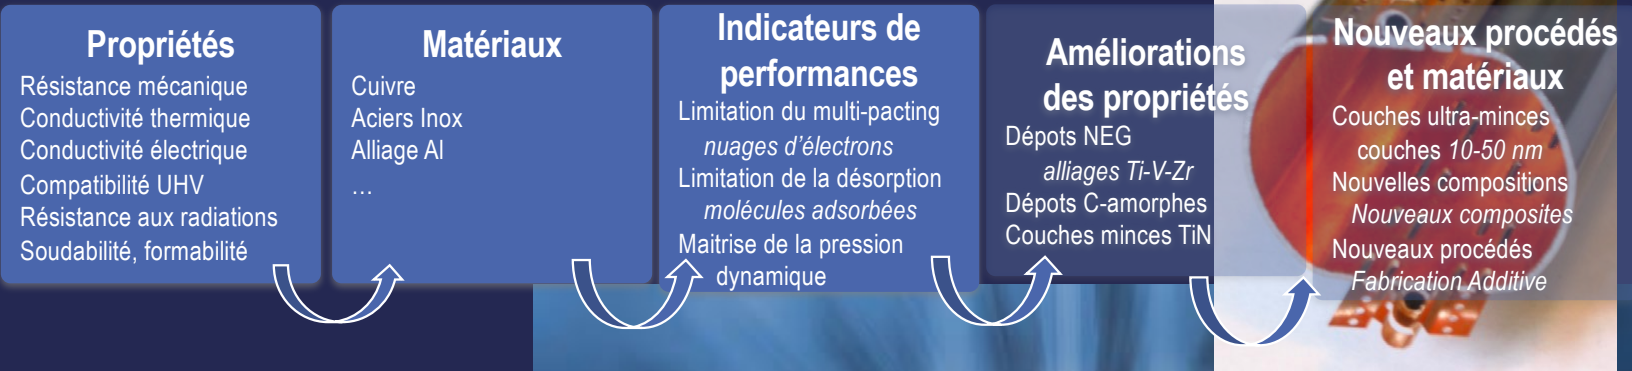 Propriétés
Résistance mécanique
Conductivité thermique
Conductivité électrique
Compatibilité UHV
Résistance aux radiations
Soudabilité, formabilité
Matériaux
Cuivre
Aciers Inox
Alliage Al
…
Indicateurs de
performances
Limitation du multi-pacting
nuages d’électrons
Limitation de la désorption
molécules adsorbées
Maitrise de la pression
dynamique
Améliorations
des propriétés
Dépots NEG
alliages Ti-V-Zr
Dépots C-amorphes
Couches minces TiN
Nouveaux procédés
et matériaux
Couches ultra-minces
couches 10-50 nm
Nouvelles compositions
Nouveaux composites
Nouveaux procédés
Fabrication Additive